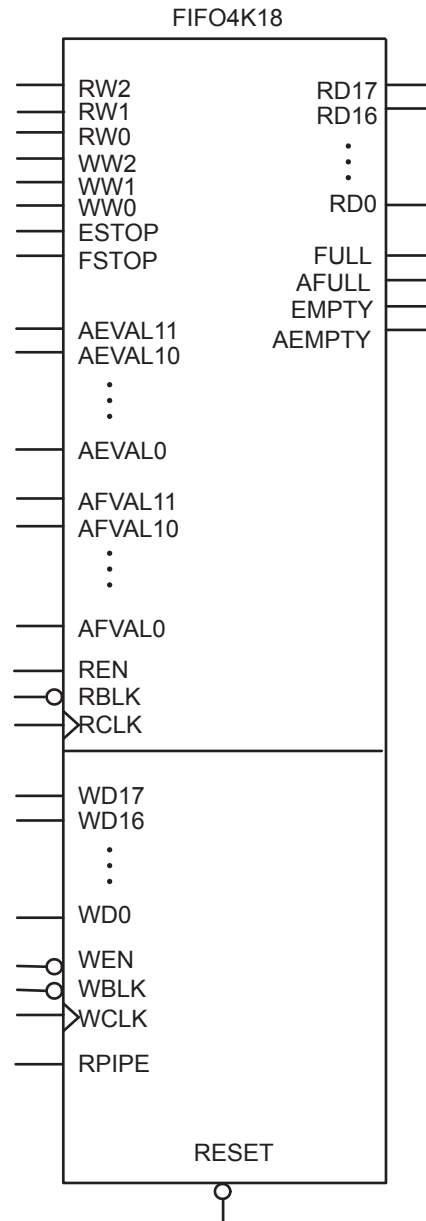 FIFO4K18
RW2
RW1
RW0
WW2
WW1
WW0
ESTOP
FSTOP
AEVAL11
AEVAL10
AEVAL0
AFVAL11
AFVAL10
AFVAL0
REN
RBLK
RCLK
RD17
RD16
RD0
FULL
AFULL
EMPTY
AEMPTY
WD17
WD16
WD0
WEN
WBLK
WCLK
RPIPE
RESET